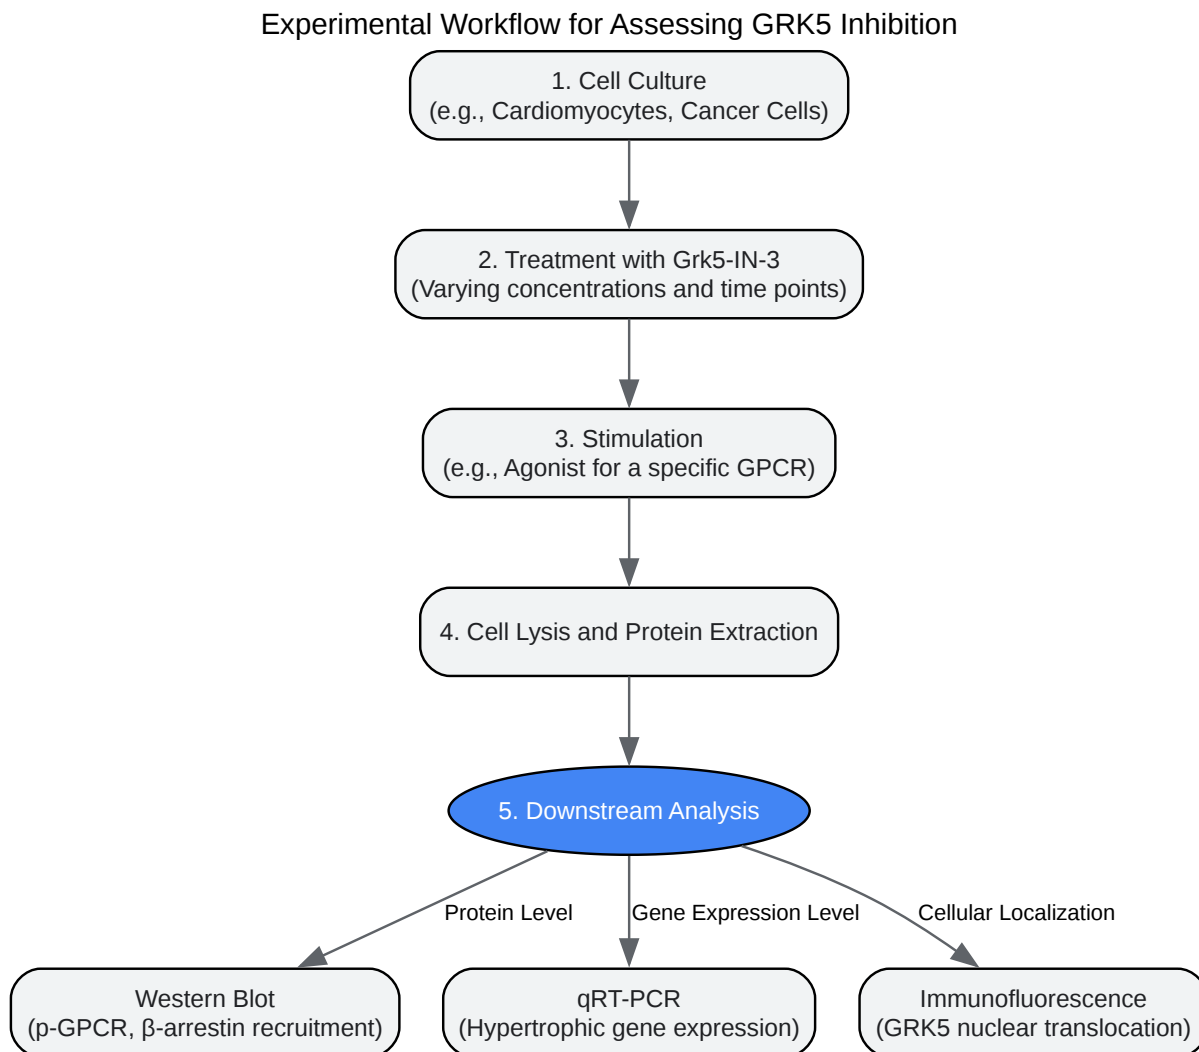 Experimental Workflow for Assessing GRK5 Inhibition
1. Cell Culture
(e.g., Cardiomyocytes, Cancer Cells)
2. Treatment with Grk5-IN-3
(Varying concentrations and time points)
3. Stimulation
(e.g., Agonist for a specific GPCR)
4. Cell Lysis and Protein Extraction
5. Downstream Analysis
Protein Level
Gene Expression Level
Cellular Localization
Western Blot
(p-GPCR, β-arrestin recruitment)
qRT-PCR
(Hypertrophic gene expression)
Immunofluorescence
(GRK5 nuclear translocation)